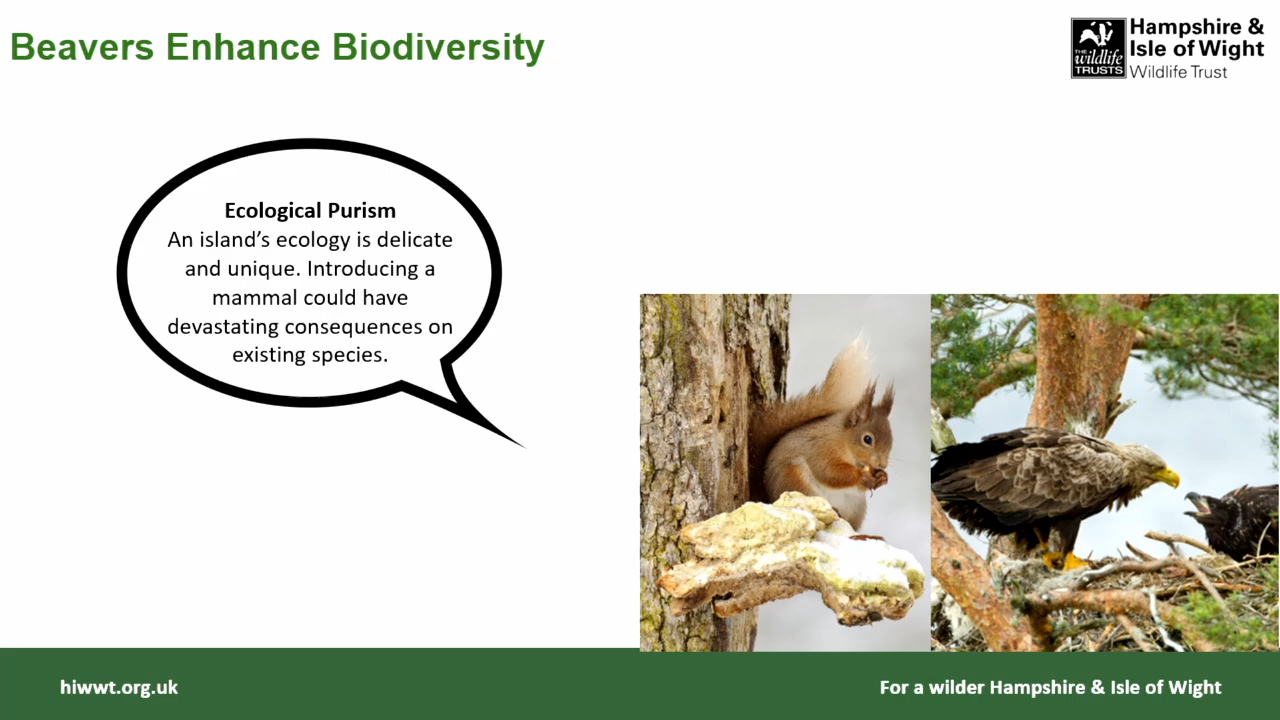 Beavers Enhance Biodiversity
THE
wildlife
TRUSTS
Hampshire &
Isle of Wight
Wildlife Trust
Ecological Purism
An island's ecology is delicate
and unique. Introducing a
mammal could have
devastating consequences on
existing species.
hiwwt.org.uk
For a wilder Hampshire & Isle of Wight